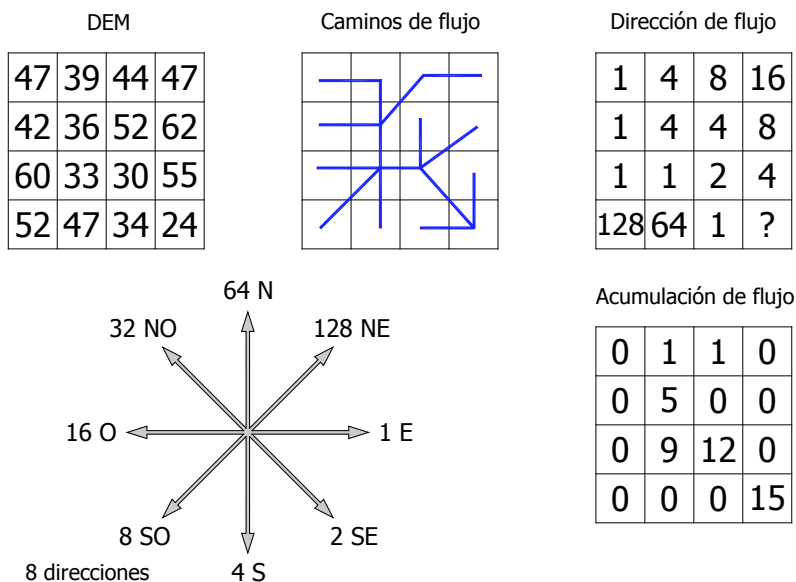 DEM
47 39 44 47
42 36 52 62
60 33 30 55
52 47 34 24
Caminos de flujo
Dirección de flujo
1 4 8 16
1 4 4 8
1 1 2 4
128 64 1 ?
64 N
32 NO
128 NE
16 O
1 E
8 SO
2 SE
4 S
8 direcciones
Acumulación de flujo
0 1 1 0
0 5 0 0
0 9 12 0
0 0 0 15